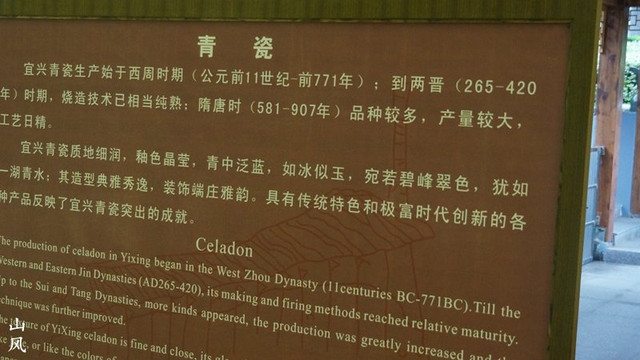 青 瓷
宜兴青瓷生产始于西周时期（公元前11世纪-前771年）；到两晋（265-420
年）时期，烧造技术已相当纯熟；隋唐时（581-907年）品种较多，产量较大，
工艺日精。
宜兴青瓷质地细润，釉色晶莹，青中泛蓝，如冰似玉，宛若碧峰翠色，犹如
一湖青水；其造型典雅秀逸，装饰端庄雅韵。具有传统特色和极富时代创新的各
种产品反映了宜兴青瓷突出的成就。
Celadon
The production of celadon in Yixing began in the West Zhou Dynasty (11centuries BC-771BC).Till the
Western and Eastern Jin Dynasties (AD265-420), its making and firing methods reached relative maturity.
Up to the Sui and Tang Dynasties, more kinds appeared, the production was greatly increased and the
technique was further improved.
The nature of YiXing celadon is fine and close, its
or like the colors of
山风